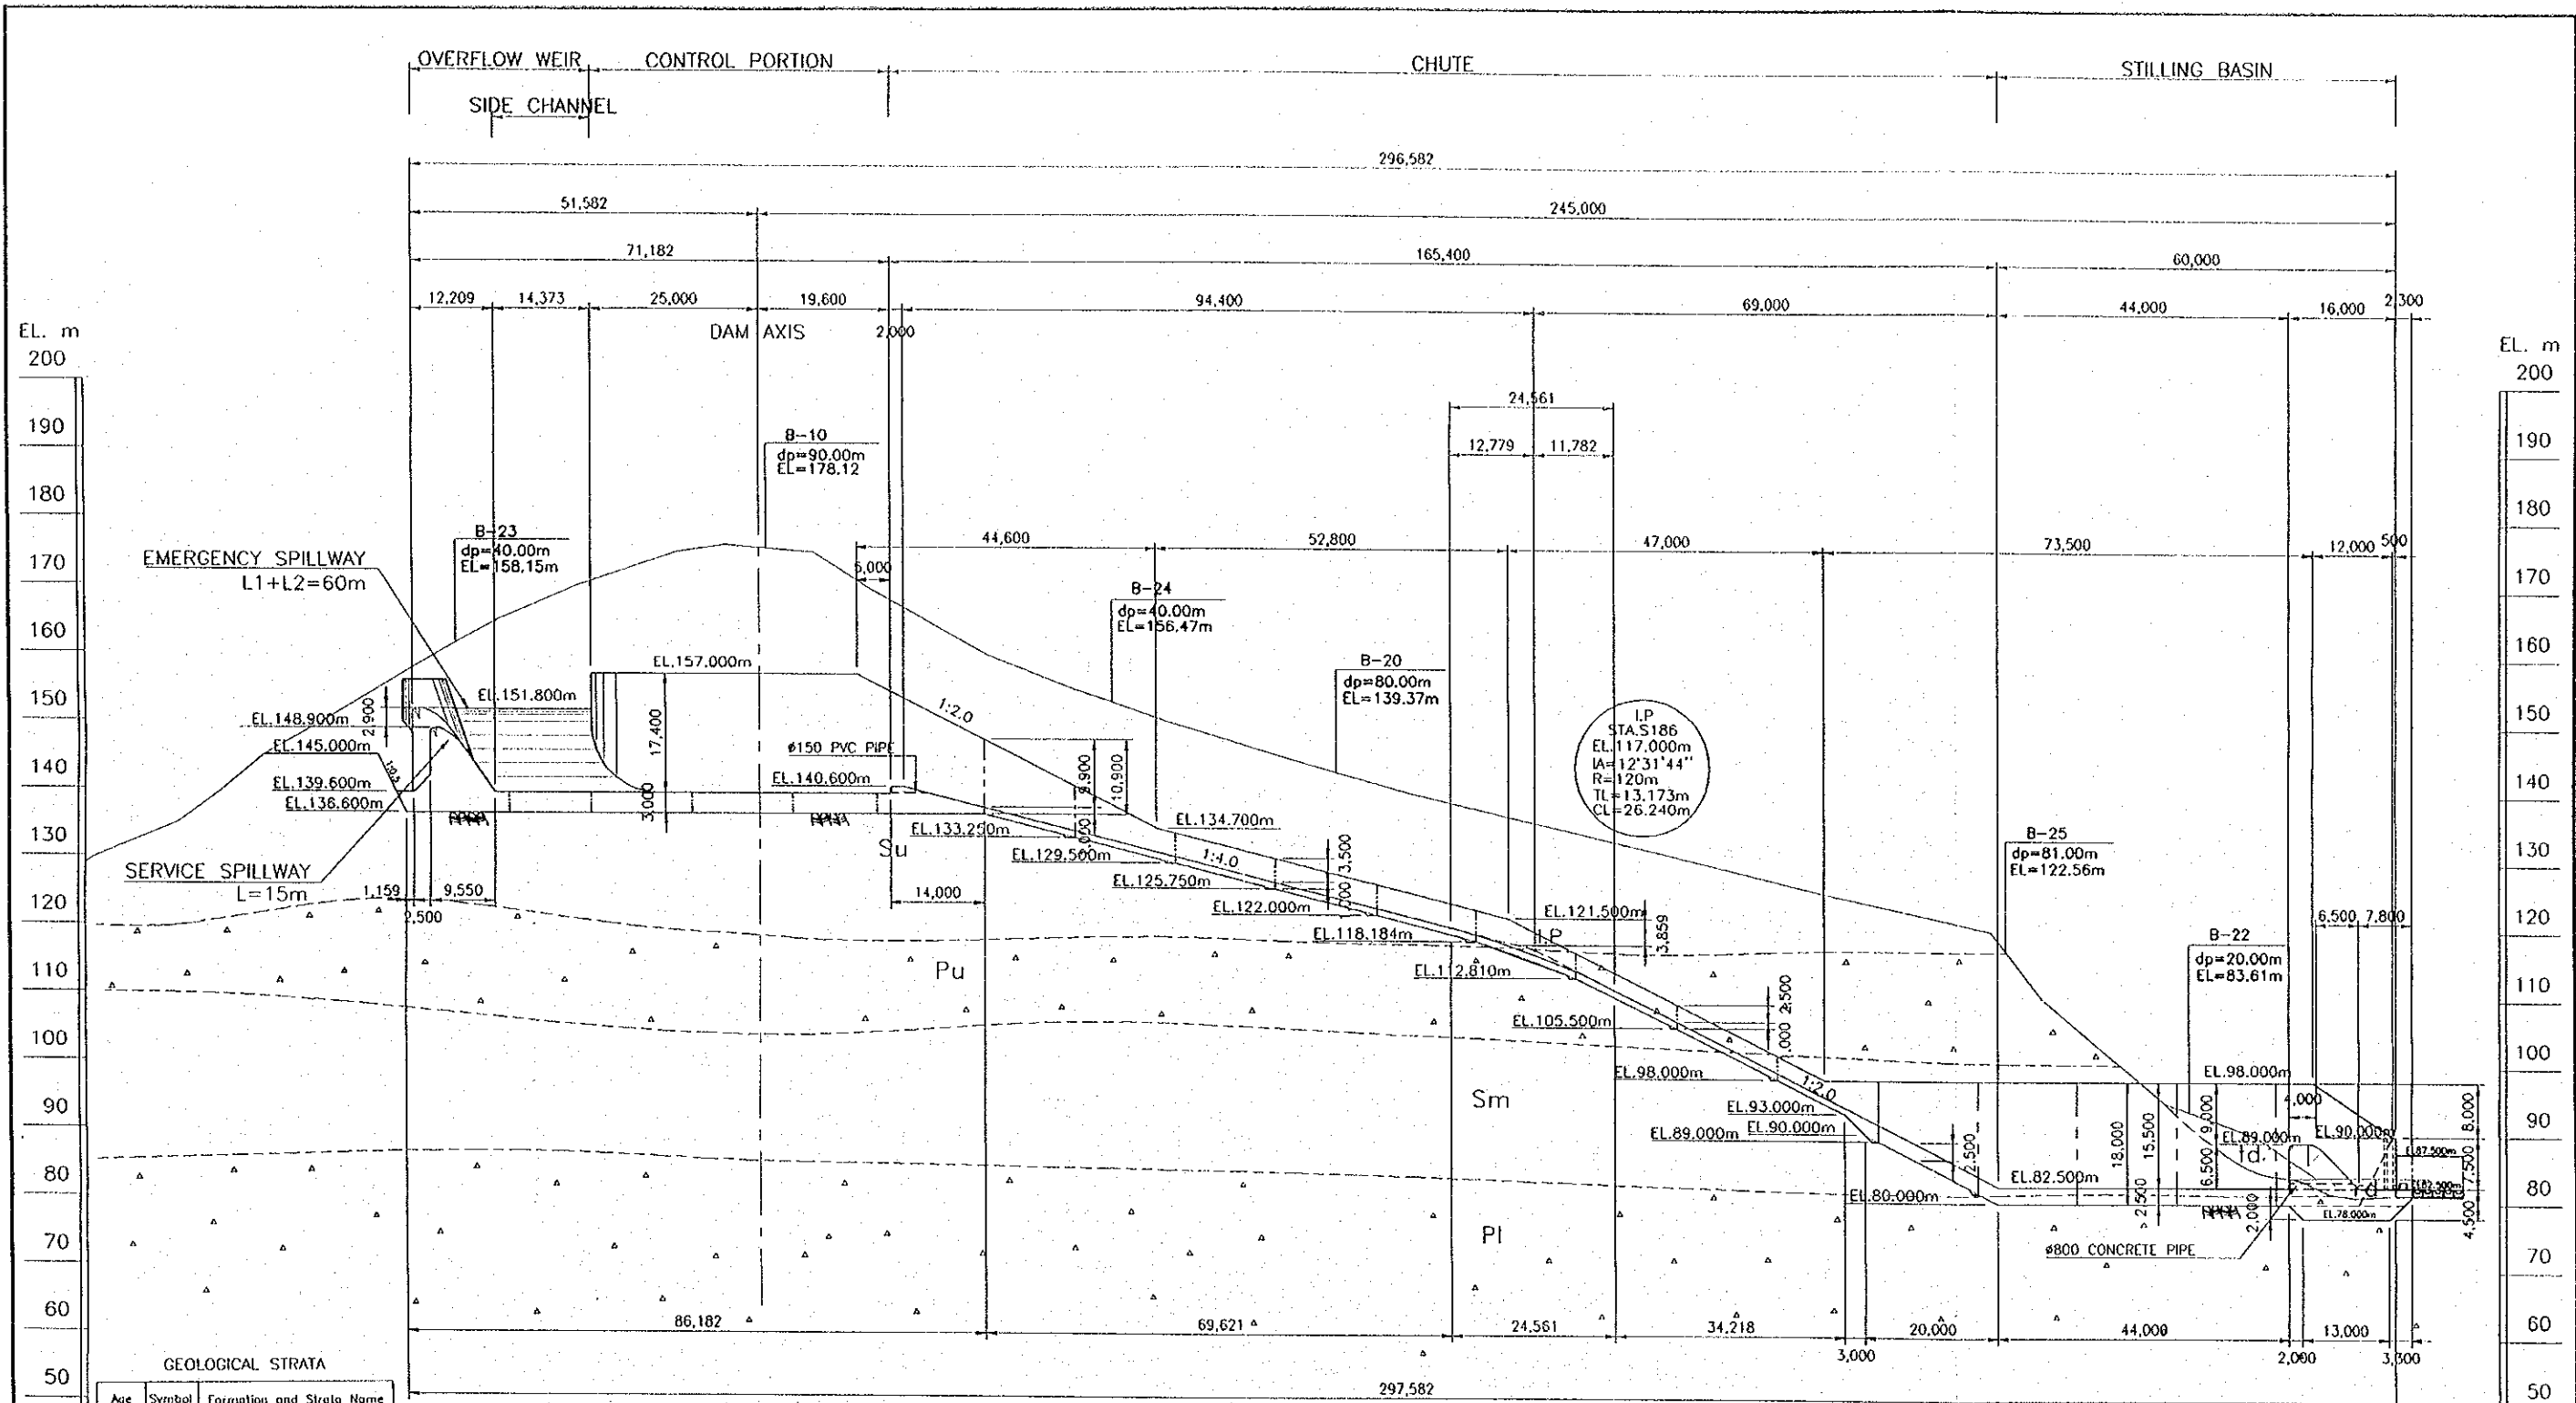 OVERFLOW WEIR CONTROL PORTION CHUTE STILLING BASIN
SIDE CHANNEL
296,582
51,582 245,000
71,182 165,400 60,000
12,209 14,373 25,000 19,600 94,400 69,000 44,000 16,000 2,300
DAM AXIS 2,000
EL. m
200
190
180
170
160
150
140
130
120
110
100
90
80
70
60
50
EL. m
200
190
180
170
160
150
140
130
120
110
100
90
80
70
60
50
24,561
12,779 11,782
B-10
dp=90.00m
EL=178.12
B-23
dp=40.00m
EL=158.15m
EMERGENCY SPILLWAY
L1+L2=60m
44,600 52,800 47,000 73,500 12,000 500
5,000
B-24
dp=40.00m
EL=156.47m
B-20
dp=80.00m
EL=139.37m
I.P
STA.S186
EL.117.000m
IA=12°31'44"
R=120m
TL=13.173m
CL=26.240m
B-25
dp=81.00m
EL=122.56m
B-22
dp=20.00m
EL=83.61m
EL.157.000m
EL.151.800m
EL.148.900m
2,900
EL.145.000m
1:0.5
EL.139.600m
EL.136.600m
17,400
3,000
1:2.0
ø150 PVC PIPE
EL.140.600m
10,900
EL.133.250m
EL.134.700m
EL.129.500m
1:4.0
3,500
EL.125.750m
EL.122.000m
EL.121.500m
EL.118.184m
I.P
3,859
EL.112.810m
2,500
EL.105.500m
EL.98.000m
1:2.0
EL.93.000m
EL.89.000m EL.90.000m
2,500
EL.80.000m
EL.82.500m
EL.98.000m
18,000
15,500
2,500
9,000
6,500
2,000
4,000
EL.89.000m
EL.90.000m
EL.87.500m
EL.78.000m
8,000
7,500
4,500
6,500 7,800
ø800 CONCRETE PIPE
SERVICE SPILLWAY
L=15m
1,159 9,550
2,500
14,000
Su
Pu
Sm
Pl
td
86,182 69,621 24,561 34,218 20,000 44,000 13,000
3,000 2,000 3,300
297,582
GEOLOGICAL STRATA
Age Symbol Formation and Strata Name